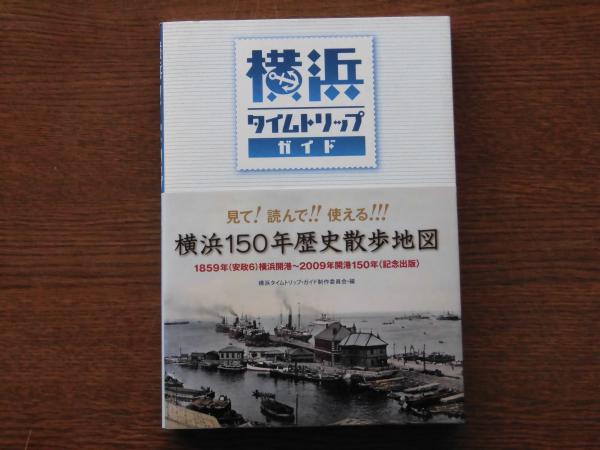 横浜
タイムトリップ
ガイド
見て! 読んで!! 使える!!!
横浜150年歴史散歩地図
1859年(安政6)横浜開港～2009年開港150年(記念出版)
横浜タイムトリップ・ガイド制作委員会・編